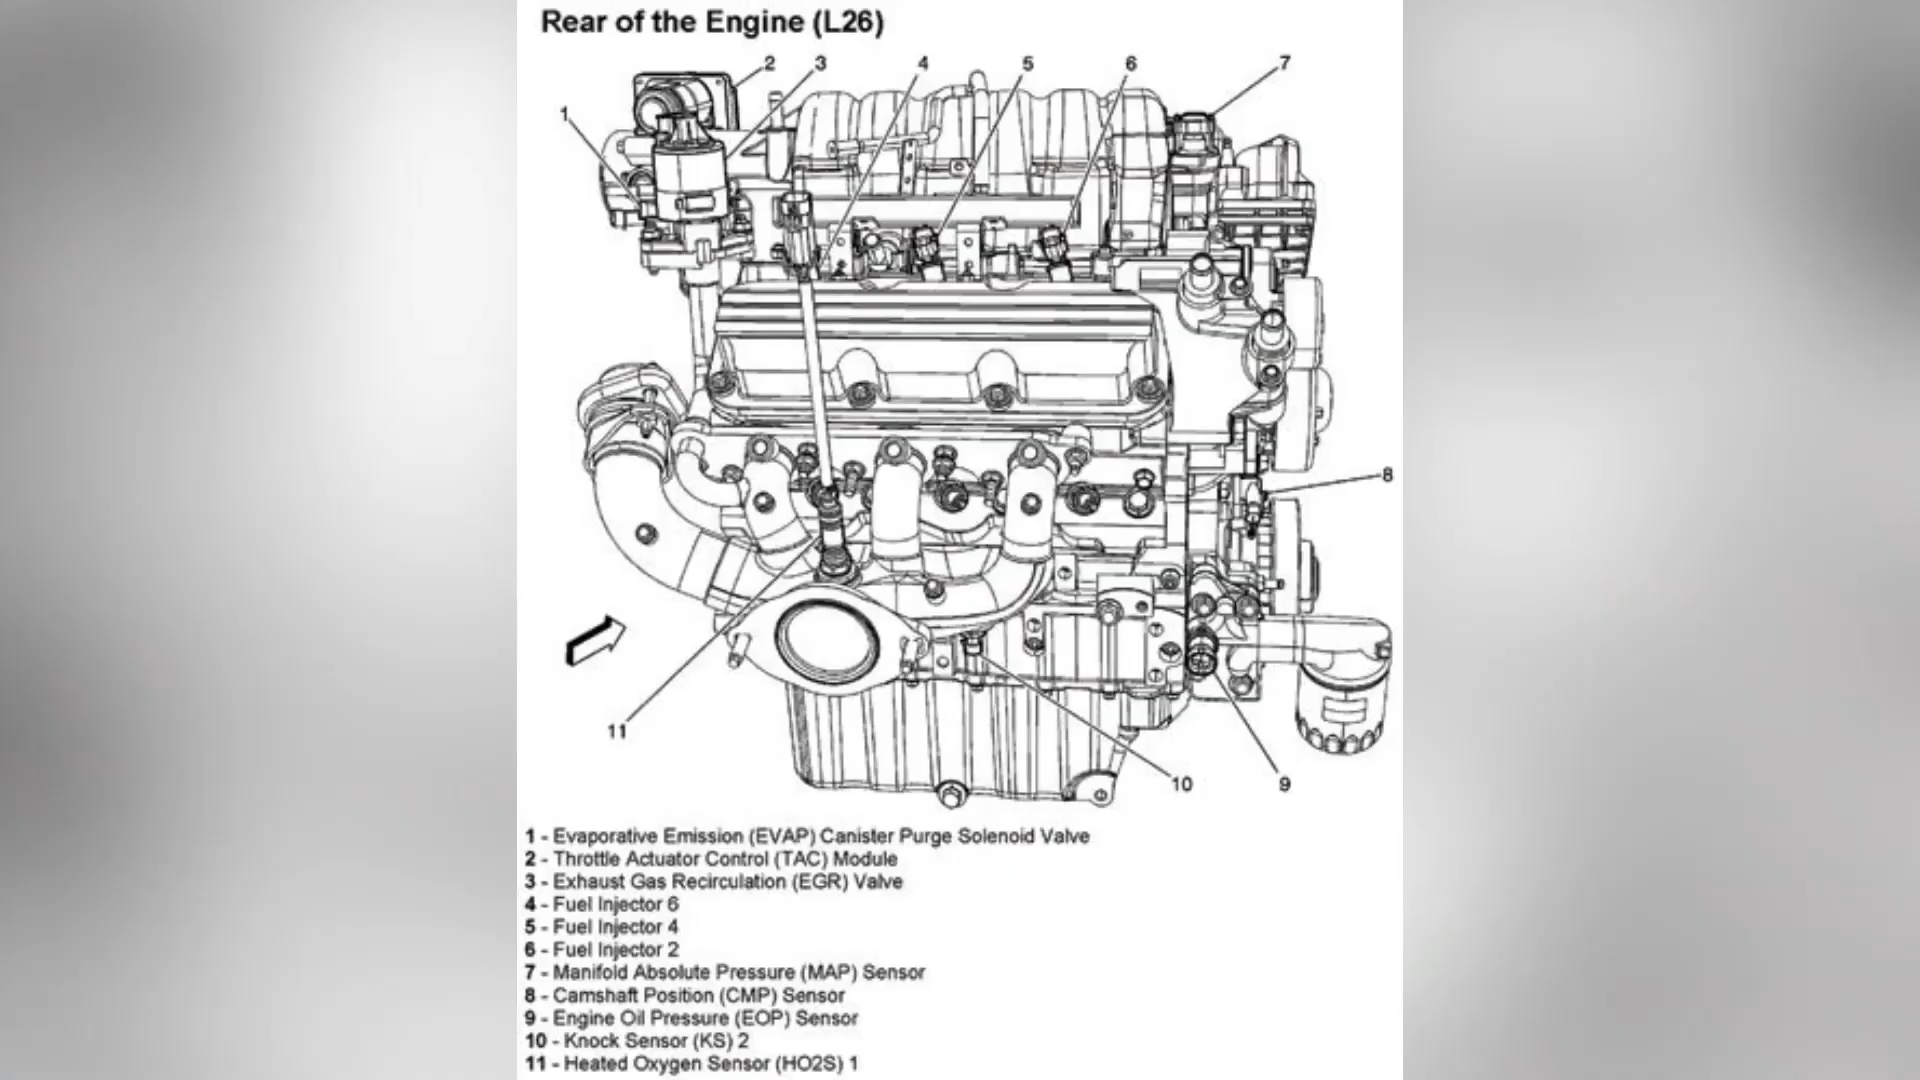 Rear of the Engine (L26)
2
3
4
5
6
7
1
8
11
10
9
1 - Evaporative Emission (EVAP) Canister Purge Solenoid Valve
2 - Throttle Actuator Control (TAC) Module
3 - Exhaust Gas Recirculation (EGR) Valve
4 - Fuel Injector 6
5 - Fuel Injector 4
6 - Fuel Injector 2
7 - Manifold Absolute Pressure (MAP) Sensor
8 - Camshaft Position (CMP) Sensor
9 - Engine Oil Pressure (EOP) Sensor
10 - Knock Sensor (KS) 2
11 - Heated Oxygen Sensor (HO2S) 1